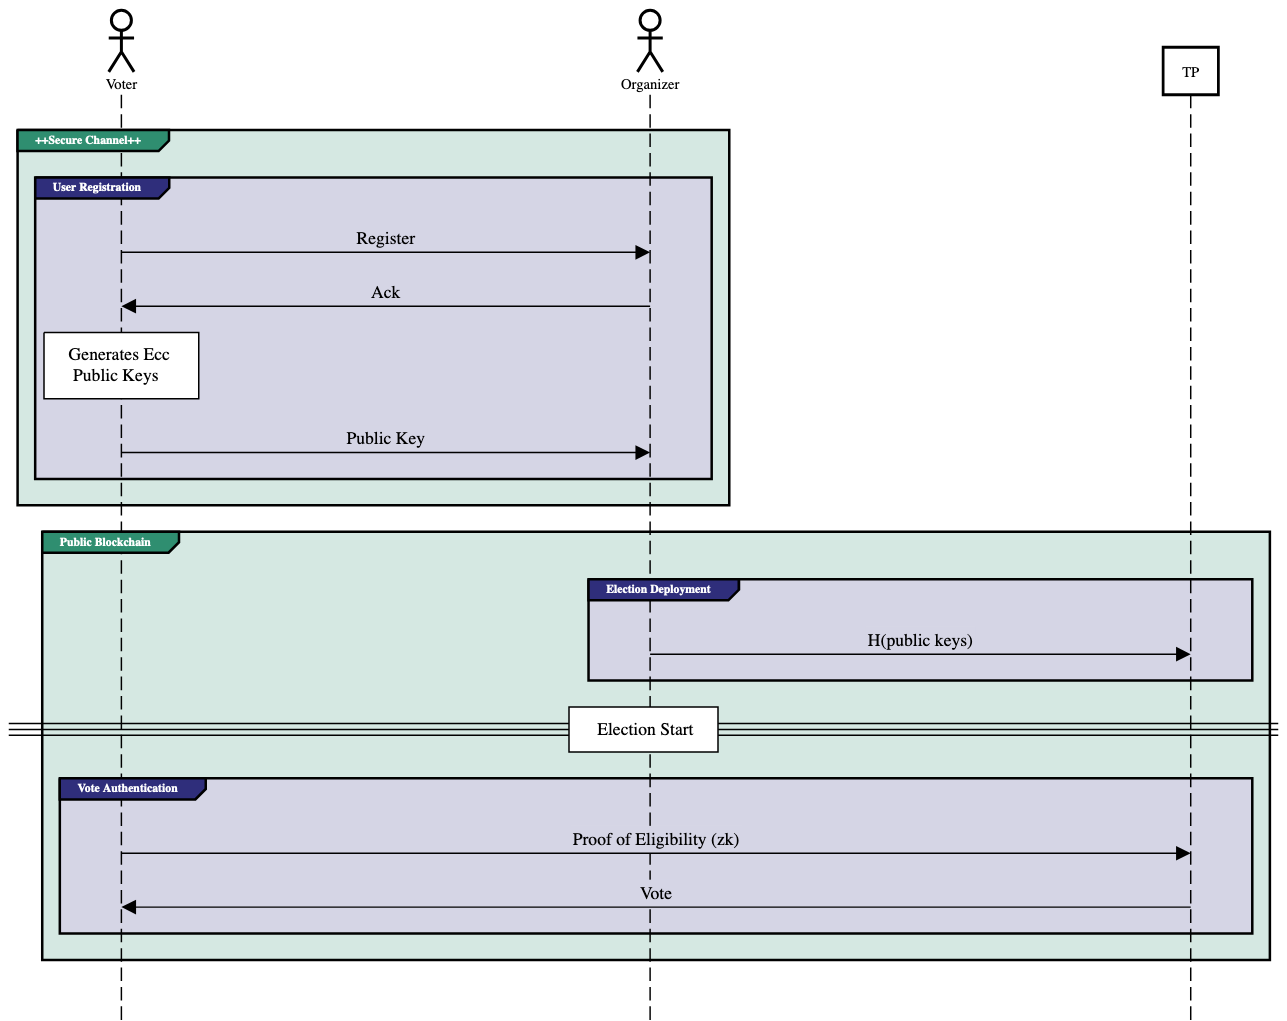 Voter
Organizer
TP
++Secure Channel++
User Registration
Register
Ack
Generates Ecc
Public Keys
Public Key
Public Blockchain
Election Deployment
H(public keys)
Election Start
Vote Authentication
Proof of Eligibility (zk)
Vote